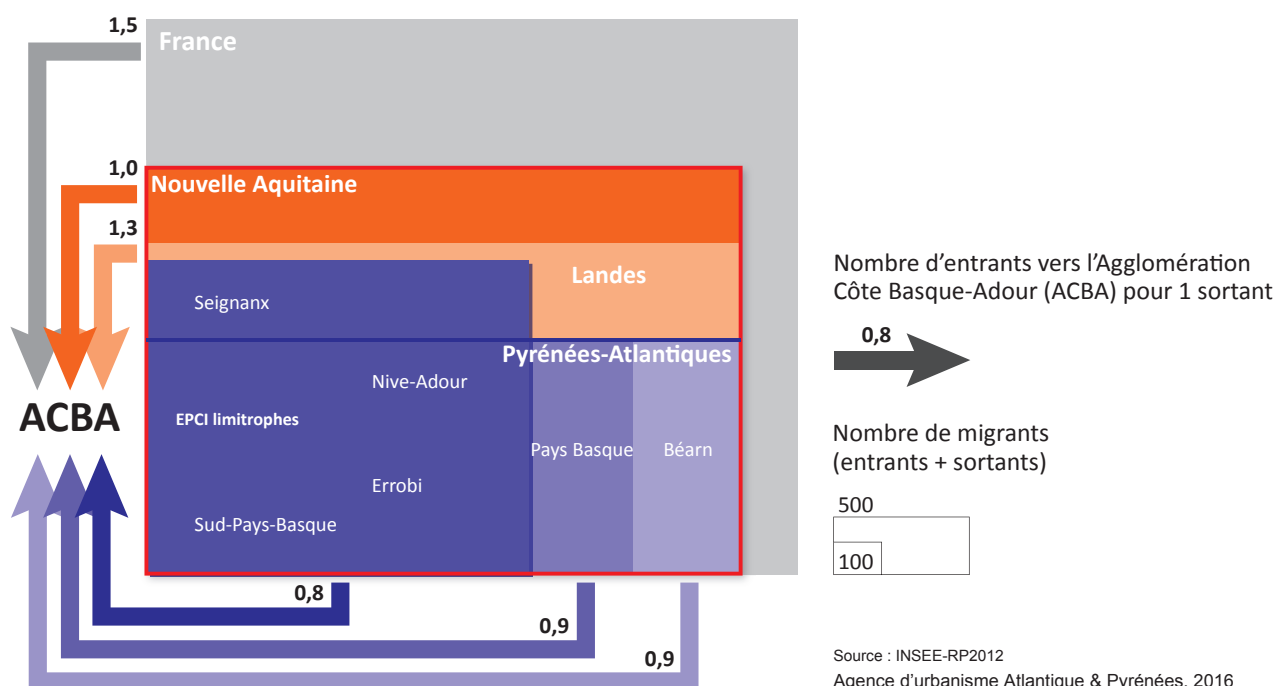 1,5
France
1,0
Nouvelle Aquitaine
1,3
Landes
Seignanx
Pyrénées-Atlantiques
Nive-Adour
ACBA
EPCI limitrophes
Pays Basque
Béarn
Errobi
Sud-Pays-Basque
0,8
0,9
0,9
Nombre d'entrants vers l'Agglomération
Côte Basque-Adour (ACBA) pour 1 sortant
0,8
Nombre de migrants
(entrants + sortants)
500
100
Source : INSEE-RP2012
Agence d'urbanisme Atlantique & Pyrénées, 2016